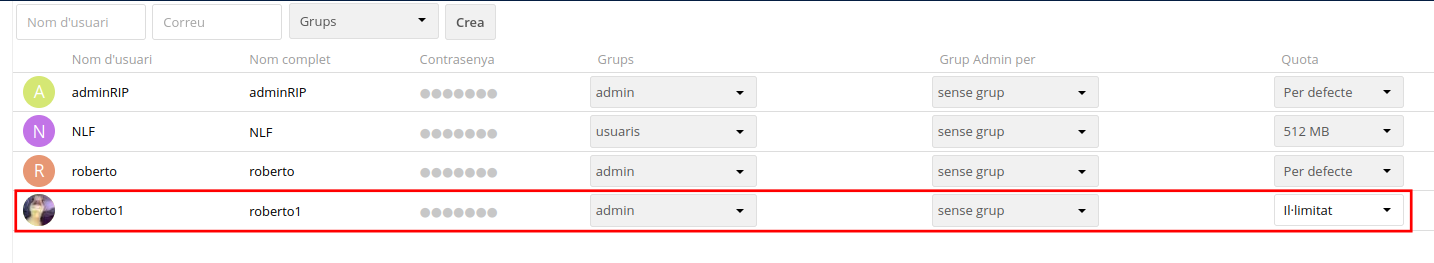 Nom d'usuari Correu Grups Crea
Nom d'usuari Nom complet Contrasenya Grups Grup Admin per Quota
A adminRIP adminRIP ●●●●●●● admin sense grup Per defecte
N NLF NLF ●●●●●●● usuaris sense grup 512 MB
R roberto roberto ●●●●●●● admin sense grup Per defecte
roberto1 roberto1 ●●●●●●● admin sense grup Il·limitat